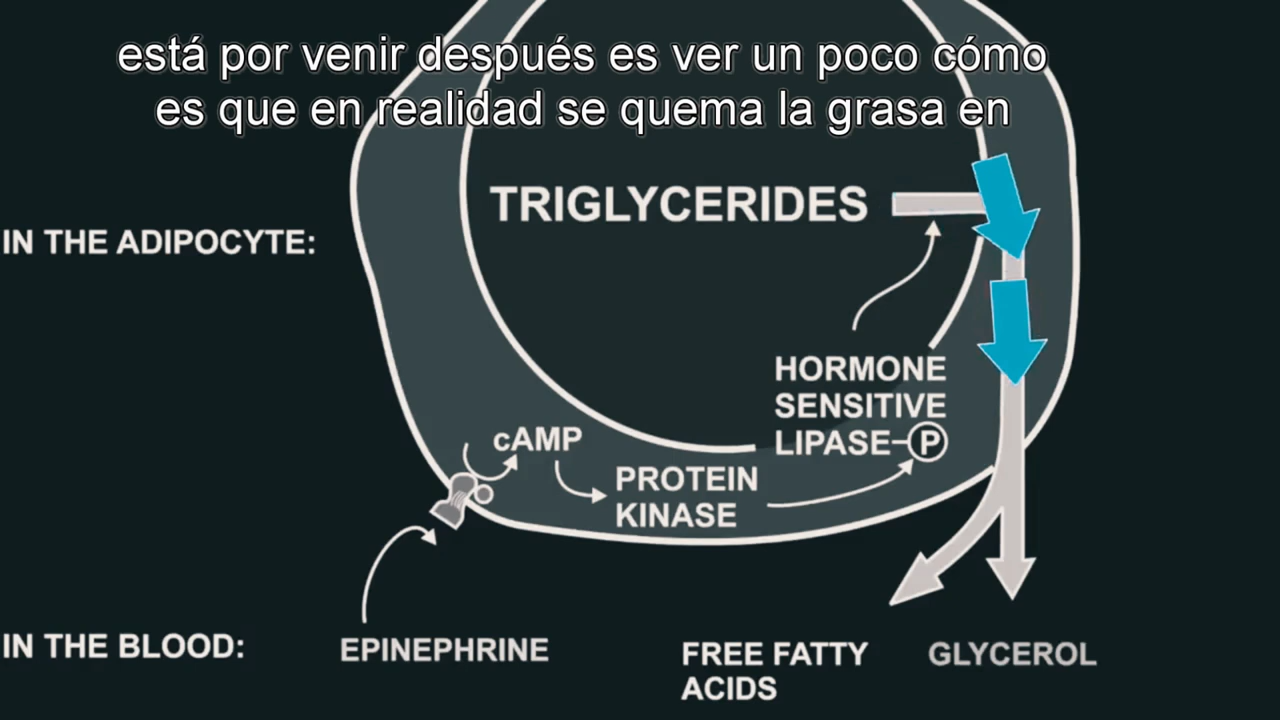 está por venir después es ver un poco cómo
es que en realidad se quema la grasa en
TRIGLYCERIDES
IN THE ADIPOCYTE:
HORMONE
SENSITIVE
LIPASE-P
cAMP
PROTEIN
KINASE
IN THE BLOOD:
EPINEPHRINE
FREE FATTY
ACIDS
GLYCEROL